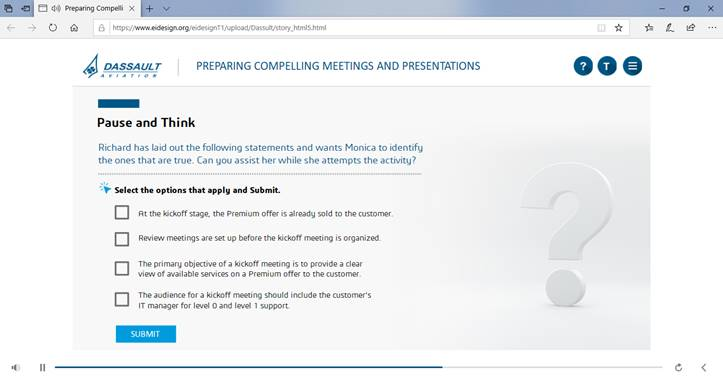 Preparing Compelli
https://www.eidesign.org/eidesignT1/upload/Dassult/story_html5.html
DASSAULT
AVIATION
PREPARING COMPELLING MEETINGS AND PRESENTATIONS
?
T
Pause and Think
Richard has laid out the following statements and wants Monica to identify
the ones that are true. Can you assist her while she attempts the activity?
Select the options that apply and Submit.
At the kickoff stage, the Premium offer is already sold to the customer.
Review meetings are set up before the kickoff meeting is organized.
The primary objective of a kickoff meeting is to provide a clear
view of available services on a Premium offer to the customer.
The audience for a kickoff meeting should include the customer's
IT manager for level 0 and level 1 support.
SUBMIT
?